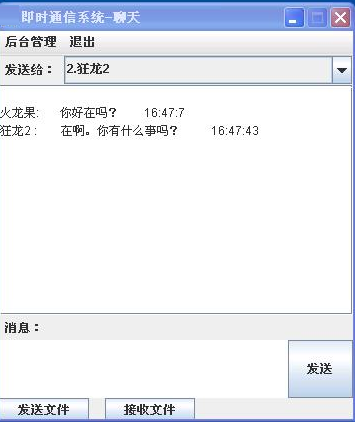 即时通信系统-聊天
后台管理 退出
发送给： 2.狂龙2
火龙果: 你好在吗? 16:47:7
狂龙2 : 在啊。你有什么事吗? 16:47:43
消息：
发送
发送文件 接收文件